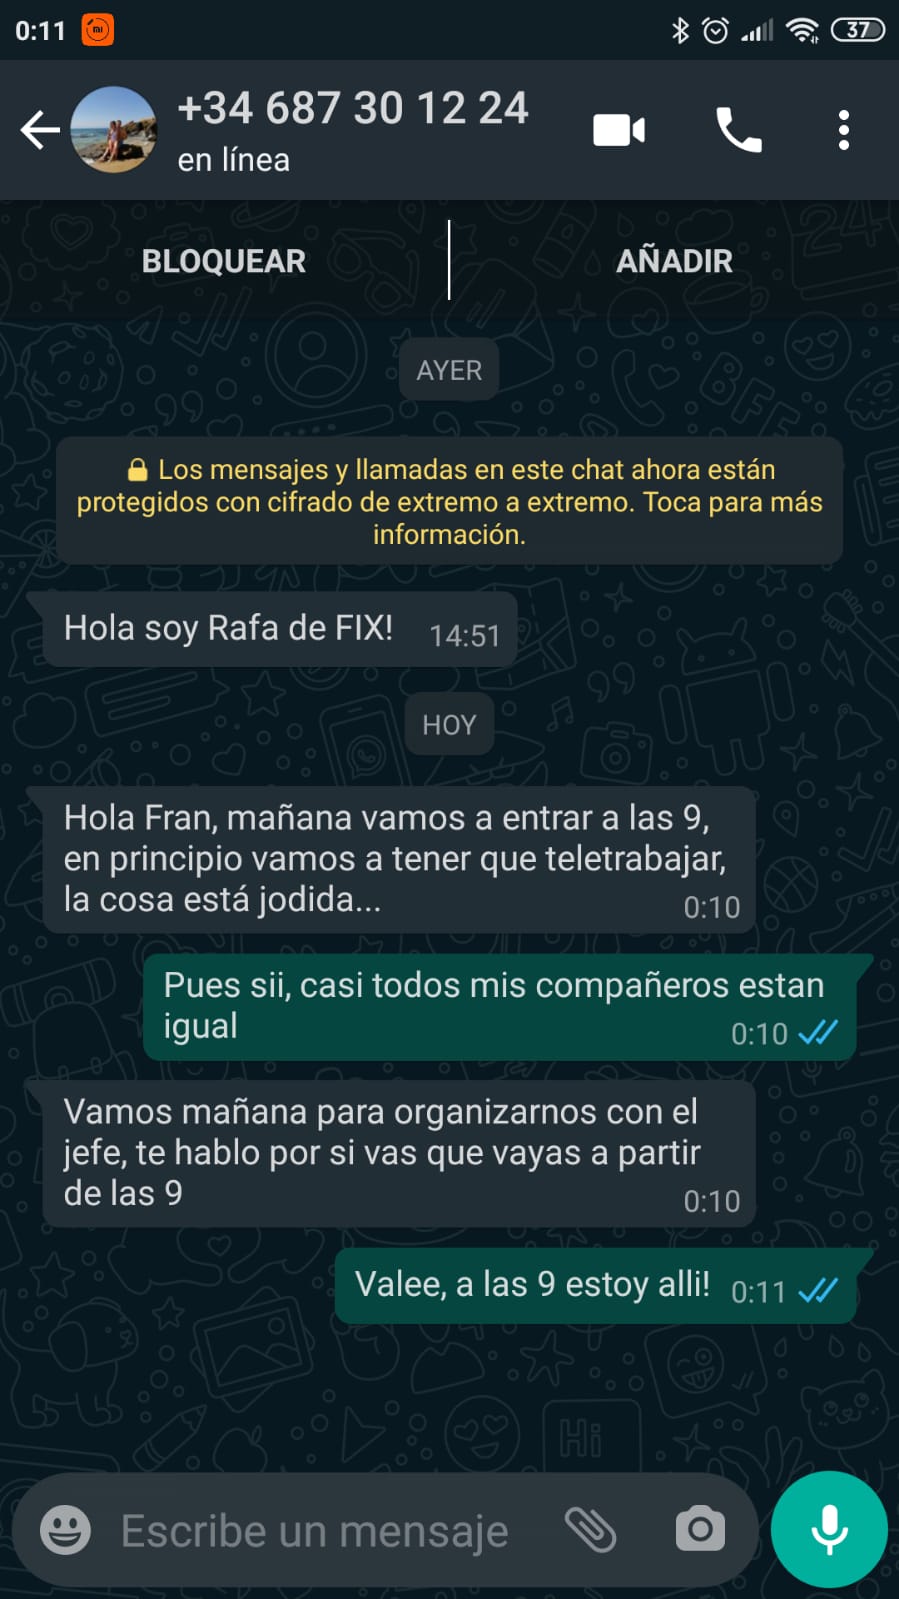 0:11
37
+34 687 30 12 24
en línea
BLOQUEAR
AÑADIR
AYER
Los mensajes y llamadas en este chat ahora están
protegidos con cifrado de extremo a extremo. Toca para más
información.
Hola soy Rafa de FIX! 14:51
HOY
Hola Fran, mañana vamos a entrar a las 9,
en principio vamos a tener que teletrabajar,
la cosa está jodida...
0:10
Pues sii, casi todos mis compañeros estan
igual
0:10
Vamos mañana para organizarnos con el
jefe, te hablo por si vas que vayas a partir
de las 9
0:10
Valee, a las 9 estoy alli! 0:11
Escribe un mensaje